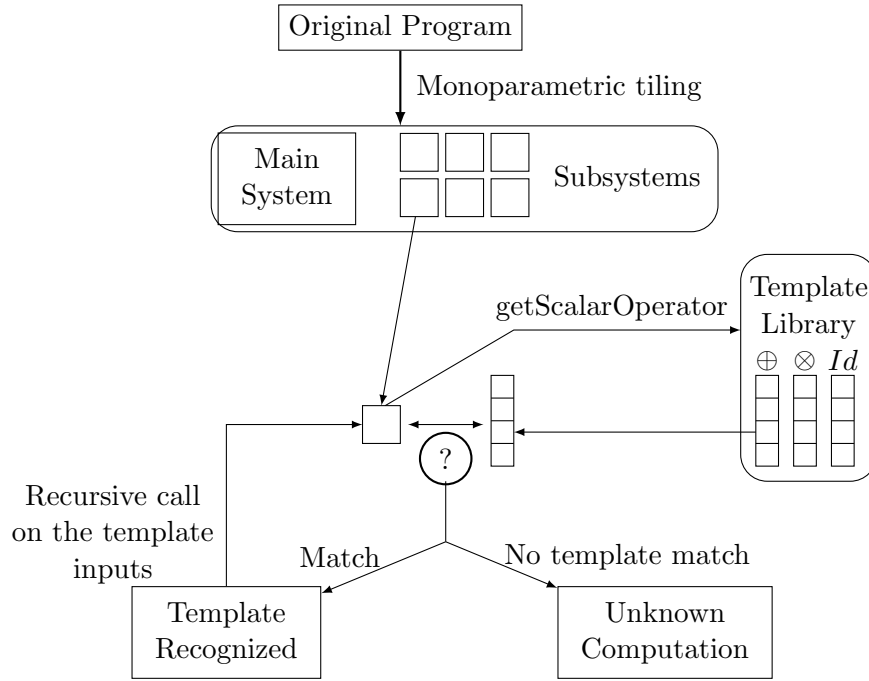 Original Program
Monoparametric tiling
Main
System
Subsystems
getScalarOperator
Template
Library
⊕ ⊗ Id
?
Recursive call
on the template
inputs
Match
No template match
Template
Recognized
Unknown
Computation